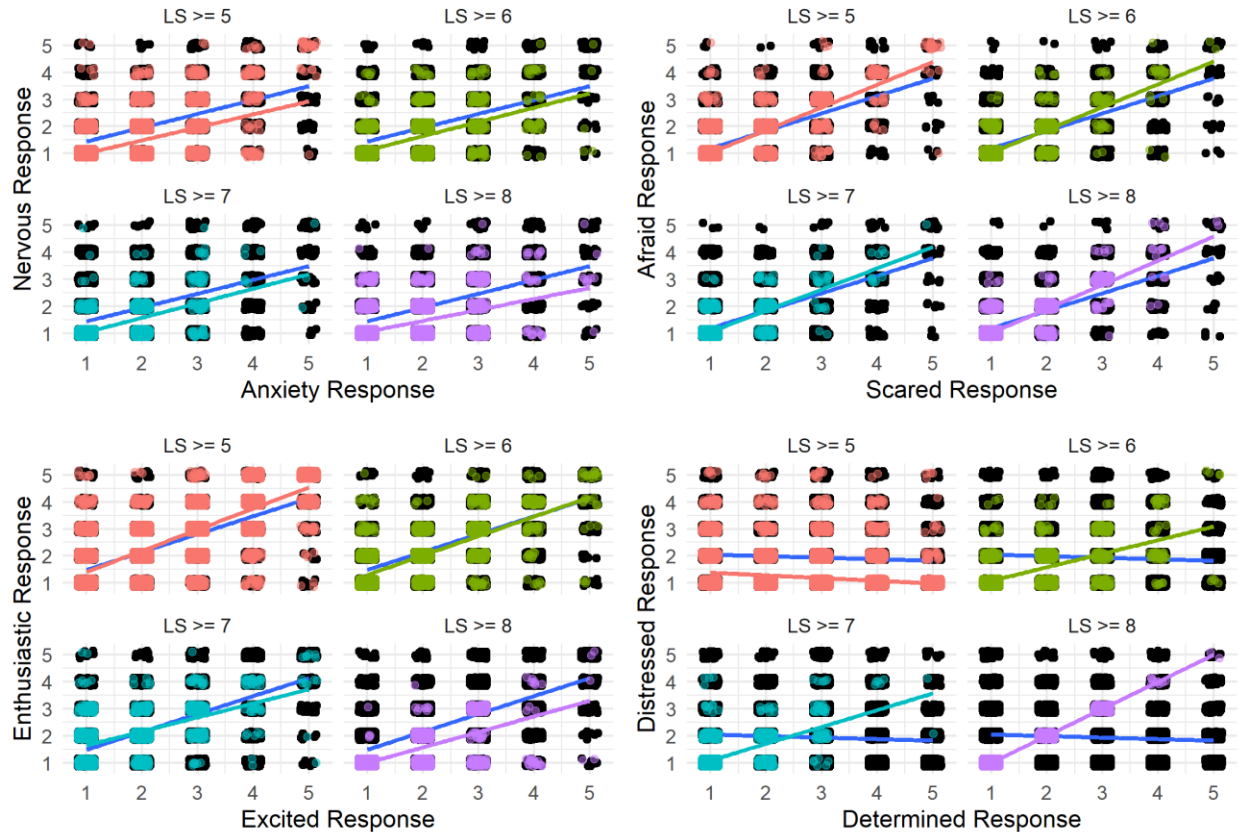 LS >= 5
LS >= 6
5
4
3
2
1
LS >= 7
LS >= 8
5
4
3
2
1
1 2 3 4 5 1 2 3 4 5
Nervous Response
Anxiety Response
LS >= 5
LS >= 6
5
4
3
2
1
LS >= 7
LS >= 8
5
4
3
2
1
1 2 3 4 5 1 2 3 4 5
Afraid Response
Scared Response
LS >= 5
LS >= 6
5
4
3
2
1
LS >= 7
LS >= 8
5
4
3
2
1
1 2 3 4 5 1 2 3 4 5
Enthusiastic Response
Excited Response
LS >= 5
LS >= 6
5
4
3
2
1
LS >= 7
LS >= 8
5
4
3
2
1
1 2 3 4 5 1 2 3 4 5
Distressed Response
Determined Response